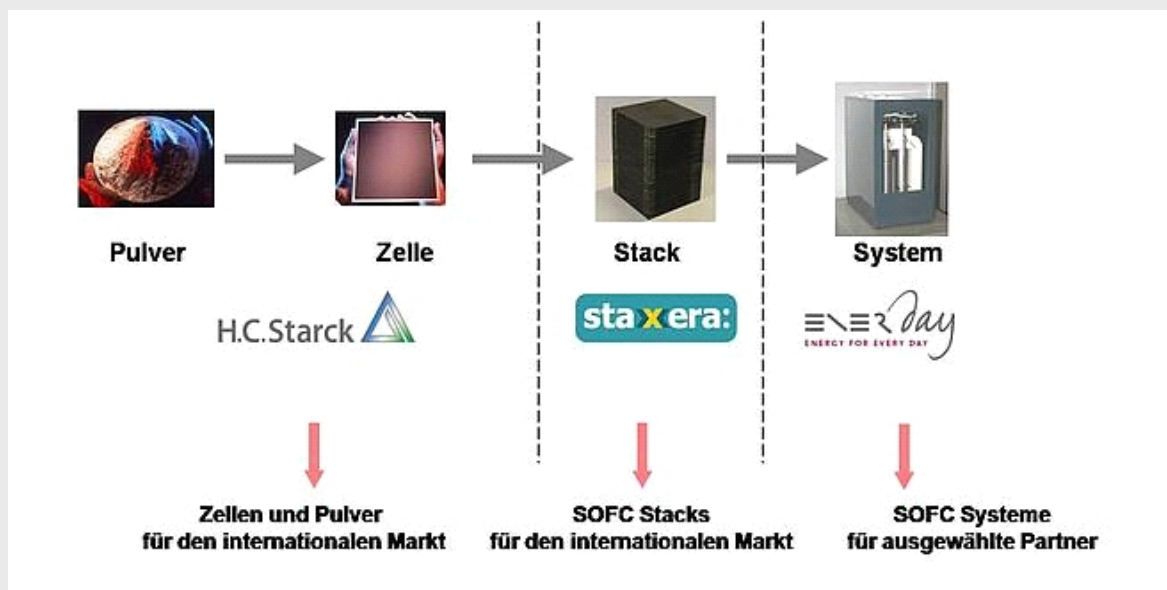 Pulver
Zelle
Stack
System
H.C.Starck
staxera:
ENERday
ENERGY FOR EVERY DAY
Zellen und Pulver
für den internationalen Markt
SOFC Stacks
für den internationalen Markt
SOFC Systeme
für ausgewählte Partner